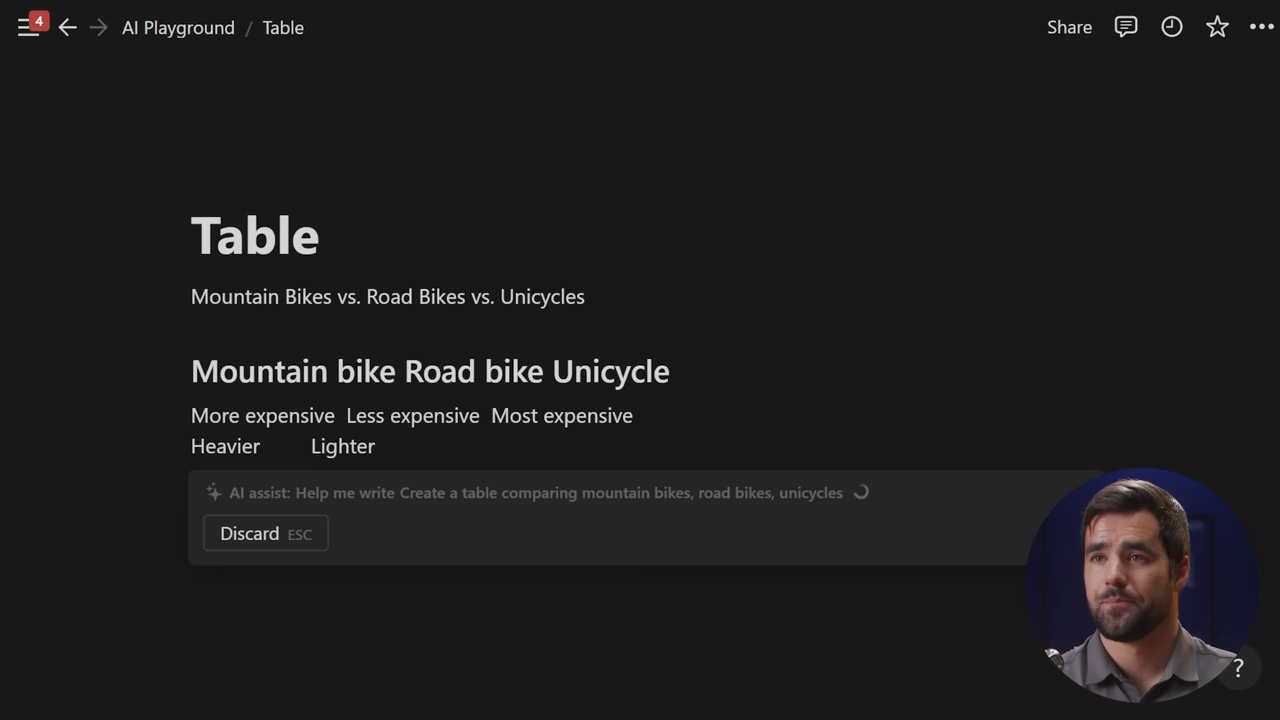 4
AI Playground / Table
Share
Table
Mountain Bikes vs. Road Bikes vs. Unicycles
Mountain bike Road bike Unicycle
More expensive Less expensive Most expensive
Heavier Lighter
AI assist: Help me write Create a table comparing mountain bikes, road bikes, unicycles
Discard ESC
?